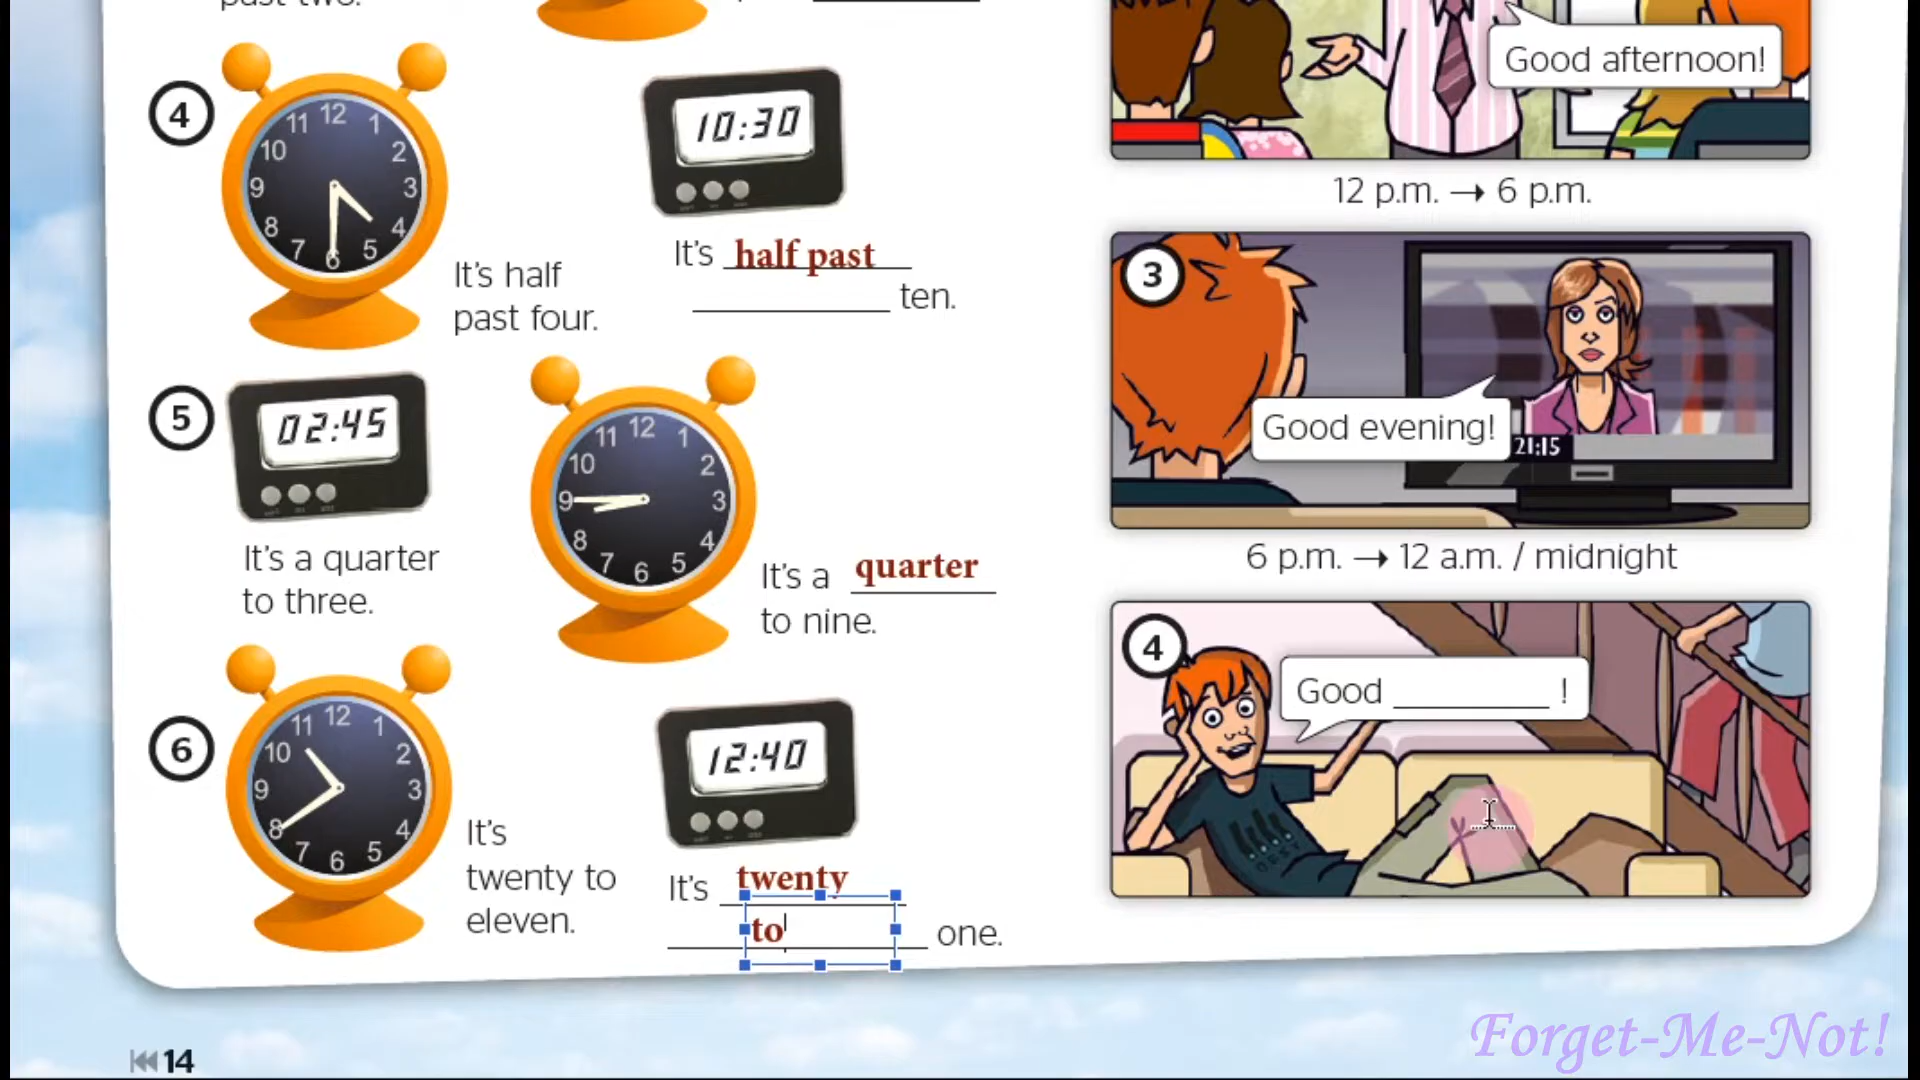 past two.
4
12
11 1
10 2
9 3
8 4
7 5
6
It's half
past four.
10:30
It's half past
ten.
5
02:45
It's a quarter
to three.
12
11 1
10 2
9 3
8 4
7 5
6
It's a quarter
to nine.
6
12
11 1
10 2
9 3
8 4
7 5
6
It's
twenty to
eleven.
12:40
It's twenty
to one.
Good afternoon!
12 p.m. → 6 p.m.
3
Good evening!
21:15
6 p.m. → 12 a.m. / midnight
4
Good __________ !
14
Forget-Me-Not!